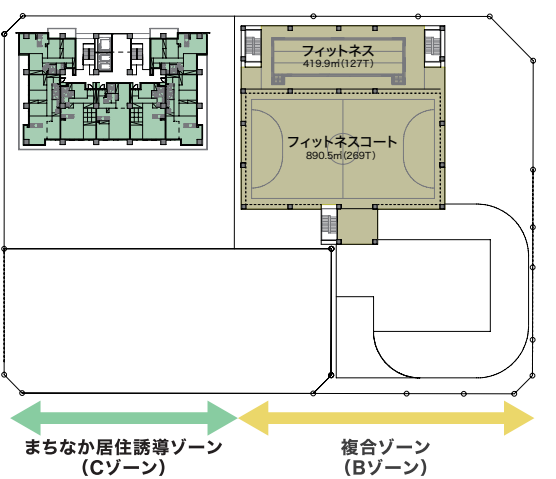 フィットネス
419.9㎡(127T)
フィットネスコート
890.5㎡(269T)
まちなか居住誘導ゾーン
（Cゾーン）
複合ゾーン
（Bゾーン）